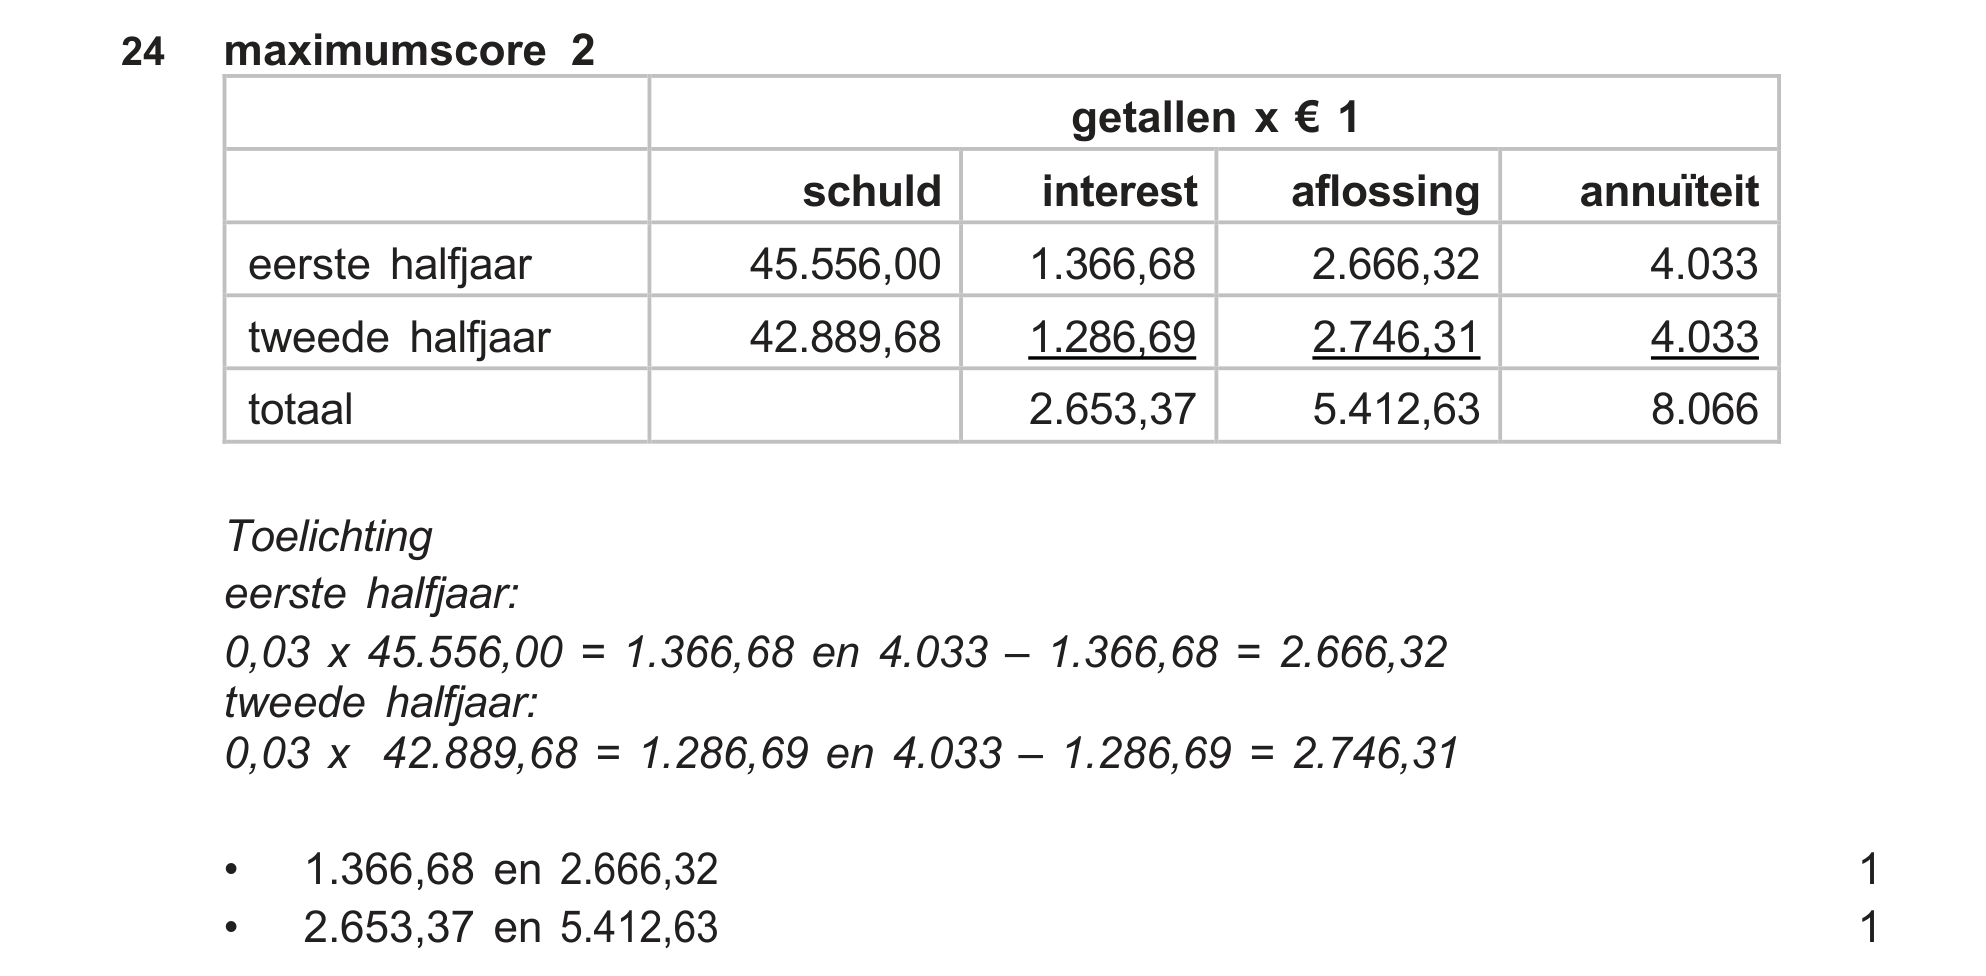 24 maximumscore 2
getallen x € 1
schuld interest aflossing annuïteit
eerste halfjaar 45.556,00 1.366,68 2.666,32 4.033
tweede halfjaar 42.889,68 1.286,69 2.746,31 4.033
totaal 2.653,37 5.412,63 8.066
Toelichting
eerste halfjaar:
0,03 x 45.556,00 = 1.366,68 en 4.033 – 1.366,68 = 2.666,32
tweede halfjaar:
0,03 x 42.889,68 = 1.286,69 en 4.033 – 1.286,69 = 2.746,31
• 1.366,68 en 2.666,32 1
• 2.653,37 en 5.412,63 1